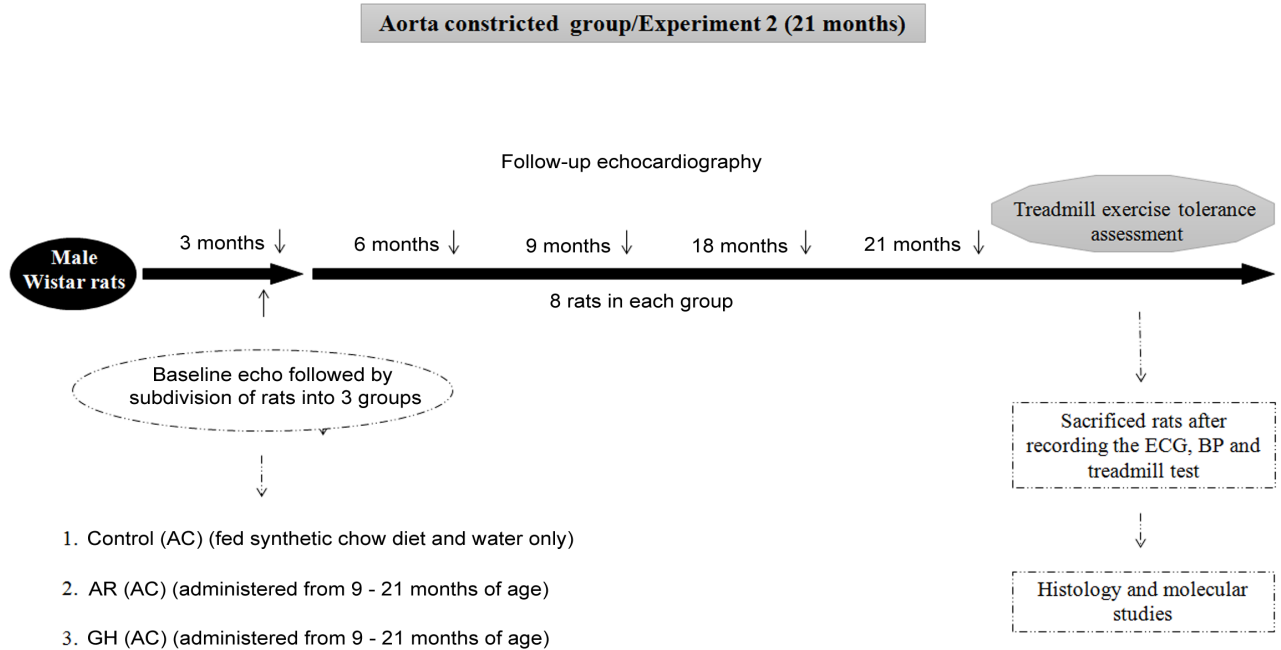 Aorta constricted group/Experiment 2 (21 months)
Follow-up echocardiography
Treadmill exercise tolerance
assessment
3 months
6 months
9 months
18 months
21 months
Male
Wistar rats
8 rats in each group
Baseline echo followed by
subdivision of rats into 3 groups
Sacrificed rats after
recording the ECG, BP and
treadmill test
1. Control (AC) (fed synthetic chow diet and water only)
2. AR (AC) (administered from 9 - 21 months of age)
3. GH (AC) (administered from 9 - 21 months of age)
Histology and molecular
studies